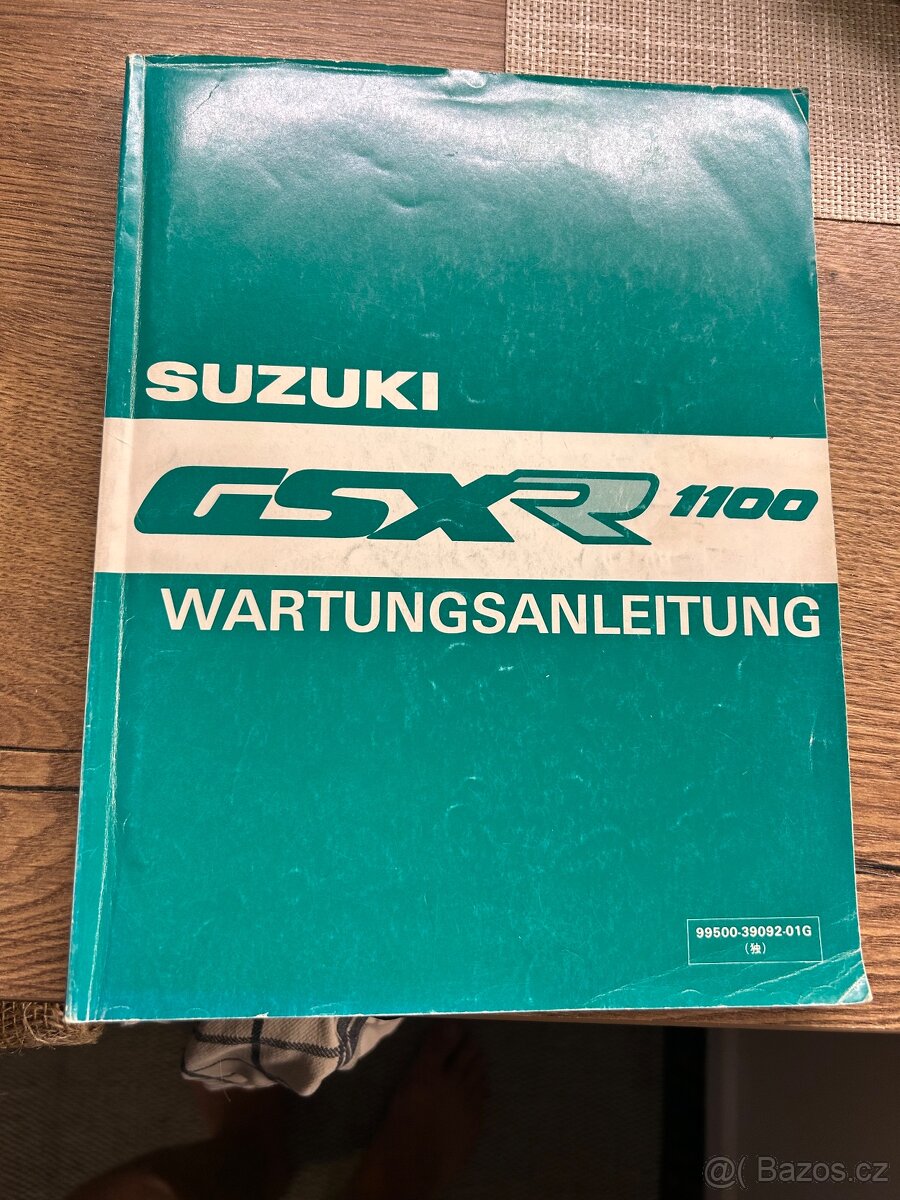 SUZUKI
GSXR 1100
WARTUNGSANLEITUNG
99500-39092-01G
(独)
@( Bazos.cz